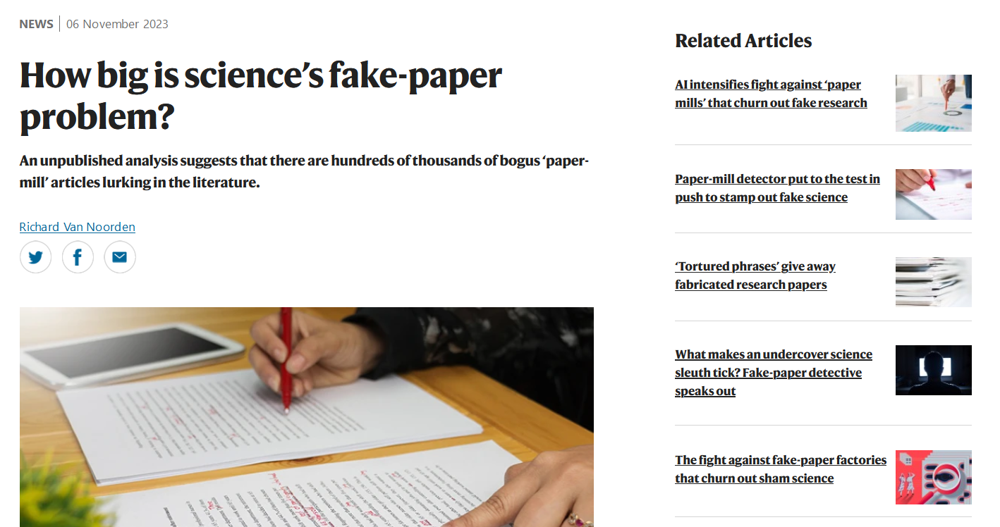 NEWS | 06 November 2023
How big is science’s fake-paper
problem?
An unpublished analysis suggests that there are hundreds of thousands of bogus ‘paper-
mill’ articles lurking in the literature.
Richard Van Noorden
Related Articles
AI intensifies fight against ‘paper
mills’ that churn out fake research
Paper-mill detector put to the test in
push to stamp out fake science
‘Tortured phrases’ give away
fabricated research papers
What makes an undercover science
sleuth tick? Fake-paper detective
speaks out
The fight against fake-paper factories
that churn out sham science